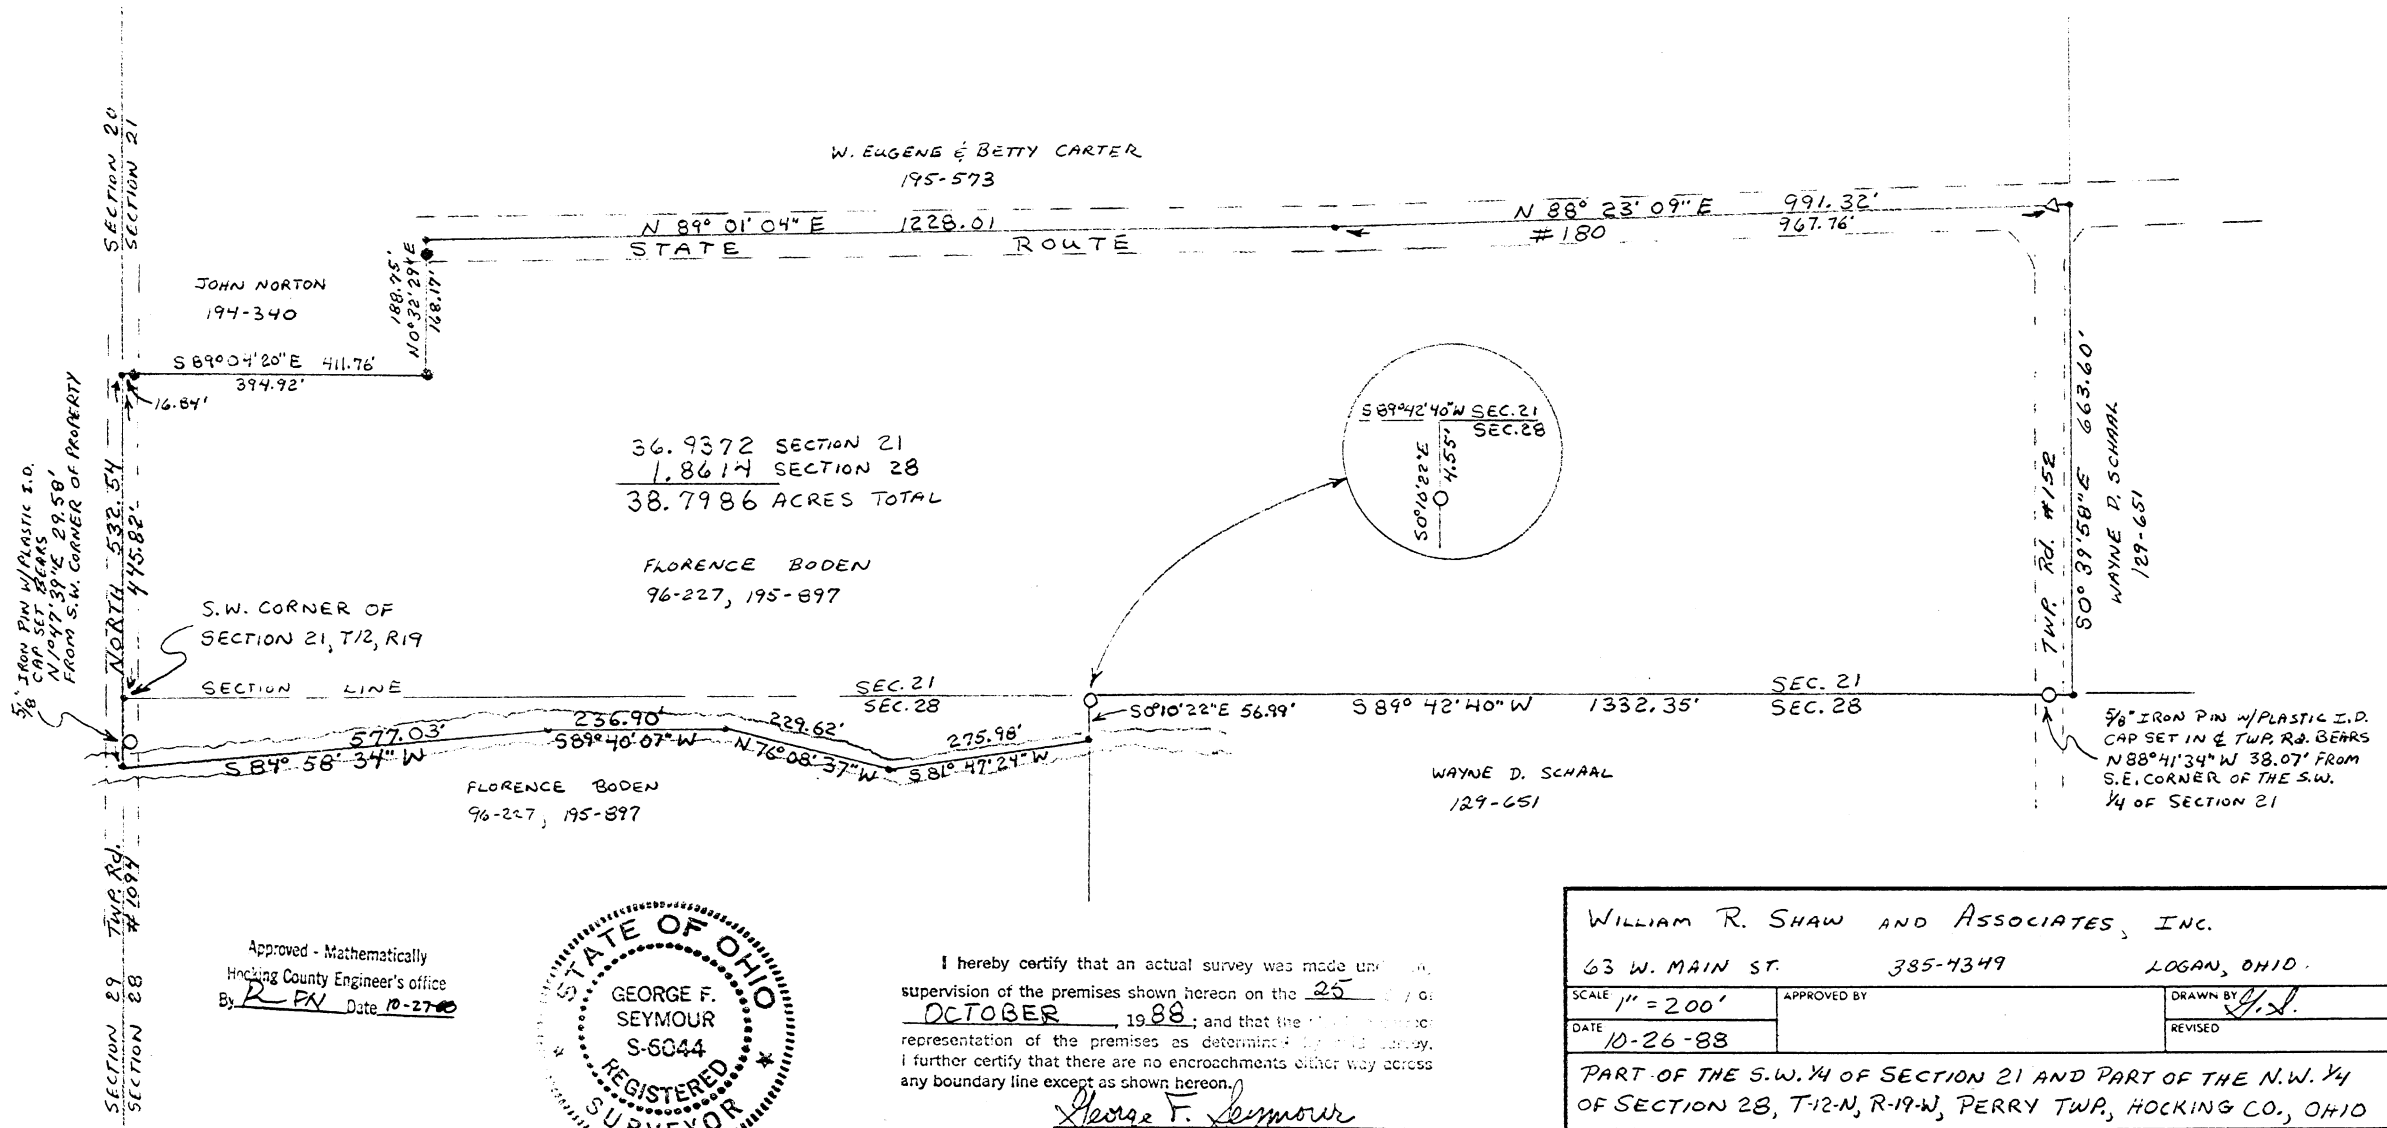 SECTION 20
SECTION 21
W. EUGENE & BETTY CARTER
195-573
N 89° 01' 04" E 1228.01
STATE ROUTE
N 88° 23' 09" E 991.32'
#180 967.76'
JOHN NORTON
194-340
188.75'
N0°32'29"E
168.17'
S 89°04'20"E 411.76'
394.92'
16.84'
5/8" IRON PIN W/PLASTIC I.D.
CAP SET BEARS
N1°47'39"E 29.58'
FROM S.W. CORNER OF PROPERTY
NORTH 532.54
445.82'
36.9372 SECTION 21
1.8614 SECTION 28
38.7986 ACRES TOTAL
FLORENCE BODEN
96-227, 195-897
S 89°42'40"W SEC. 21
SEC. 28
S0°10'22"E
4.55'
TWP. Rd. #152
S0° 39'58"E 663.60'
WAYNE D. SCHAAL
129-651
S.W. CORNER OF
SECTION 21, T12, R19
SECTION LINE
SEC. 21
SEC. 28
S0°10'22"E 56.99'
S 89° 42' 40" W 1332.35'
SEC. 21
SEC. 28
577.03'
S 84° 58' 34" W
236.90'
S89°40'07"W
229.62'
N 76°08'37"W
275.98'
S 81° 47'24" W
FLORENCE BODEN
96-227, 195-897
WAYNE D. SCHAAL
129-651
5/8" IRON PIN W/PLASTIC I.D.
CAP SET IN ℄ TWP. Rd. BEARS
N88°41'34"W 38.07' FROM
S.E. CORNER OF THE S.W.
1/4 OF SECTION 21
TWP. Rd.
#1094
SECTION 29
SECTION 28
Approved - Mathematically
Hocking County Engineer's office
By Date 10-27-88
STATE OF OHIO
GEORGE F.
SEYMOUR
S-6044
REGISTERED
SURVEYOR
I hereby certify that an actual survey was made
supervision of the premises shown hereon on the 25
OCTOBER, 1988; and that the
representation of the premises as determined survey.
I further certify that there are no encroachments either way across
any boundary line except as shown hereon.
George F. Seymour
WILLIAM R. SHAW AND ASSOCIATES, INC.
63 W. MAIN ST. 385-4349 LOGAN, OHIO.
SCALE 1" = 200'
APPROVED BY
DRAWN BY G.S.
DATE 10-26-88
REVISED
PART OF THE S.W. 1/4 OF SECTION 21 AND PART OF THE N.W. 1/4
OF SECTION 28, T-12-N, R-19-W, PERRY TWP., HOCKING CO., OHIO